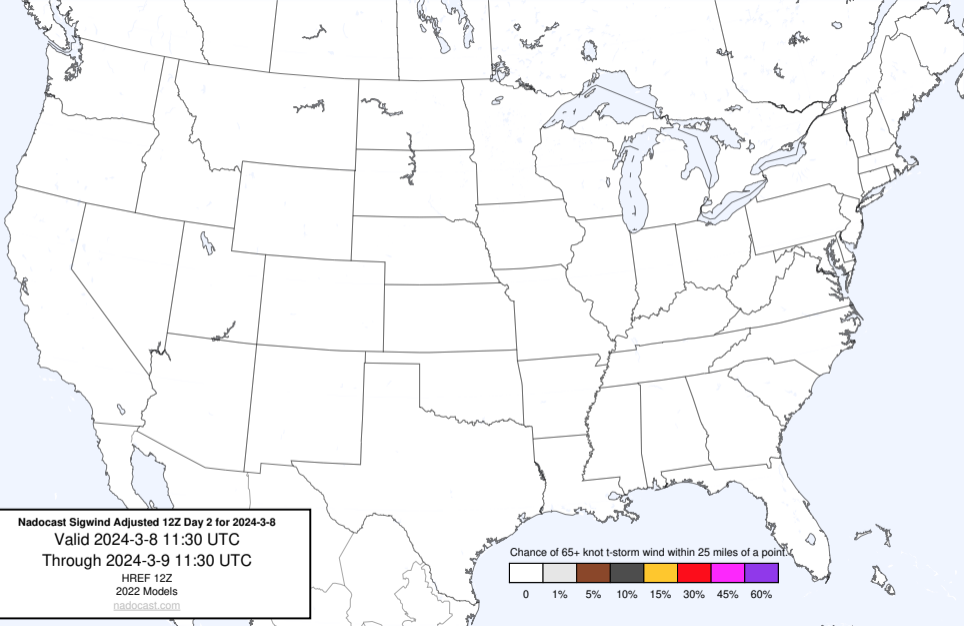 Nadocast Sigwind Adjusted 12Z Day 2 for 2024-3-8
Valid 2024-3-8 11:30 UTC
Through 2024-3-9 11:30 UTC
HREF 12Z
2022 Models
nadocast.com
Chance of 65+ knot t-storm wind within 25 miles of a point.
0 1% 5% 10% 15% 30% 45% 60%